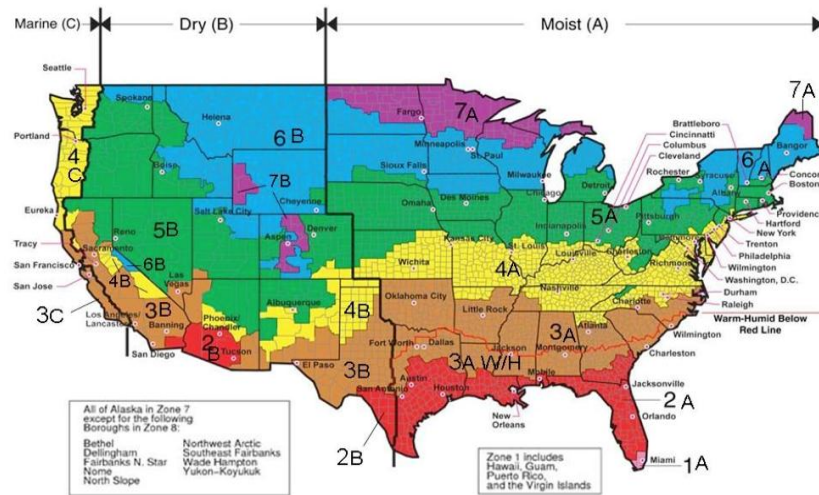 Marine (C)
Dry (B)
Moist (A)
Seattle
Spokane
Helena
Fargo
7A
7A
Portland
4
C
6B
Minneapolis
St. Paul
Brattleboro
Cincinnati
Columbus
Cleveland
6
A
Bangor
Boise
7B
Sioux Falls
Milwaukee
Rochester
Syracuse
Concord
Boston
Albany
Eureka
Salt Lake City
Cheyenne
Omaha
Des Moines
Chicago
Detroit
Reno
5B
Aspen
Denver
Indianapolis
5A
Pittsburgh
Providence
Hartford
New York
Trenton
Philadelphia
Wilmington
Washington, D.C.
Tracy
Sacramento
San Francisco
6B
4B
San Jose
Las
Vegas
Kansas City
St. Louis
Louisville
Charleston
Baltimore
Richmond
Wichita
4A
Nashville
Durham
Raleigh
3C
3B
Los Angeles/
Lancaster
Banning
Albuquerque
4B
Oklahoma City
Little Rock
Charlotte
Warm-Humid Below
Red Line
Phoenix/
Chandler
2
B
Tucson
San Diego
3A
Atlanta
Wilmington
El Paso
3B
Fort Worth
Dallas
3A W/H
Jackson
Montgomery
Charleston
Austin
San Antonio
Houston
Mobile
New
Orleans
Jacksonville
2
A
Orlando
2B
Miami
1A
All of Alaska in Zone 7
except for the following
Boroughs in Zone 8:
Bethel
Dellingham
Fairbanks N. Star
Nome
North Slope
Northwest Arctic
Southeast Fairbanks
Wade Hampton
Yukon-Koyukuk
Zone 1 includes
Hawaii, Guam,
Puerto Rico,
and the Virgin Islands